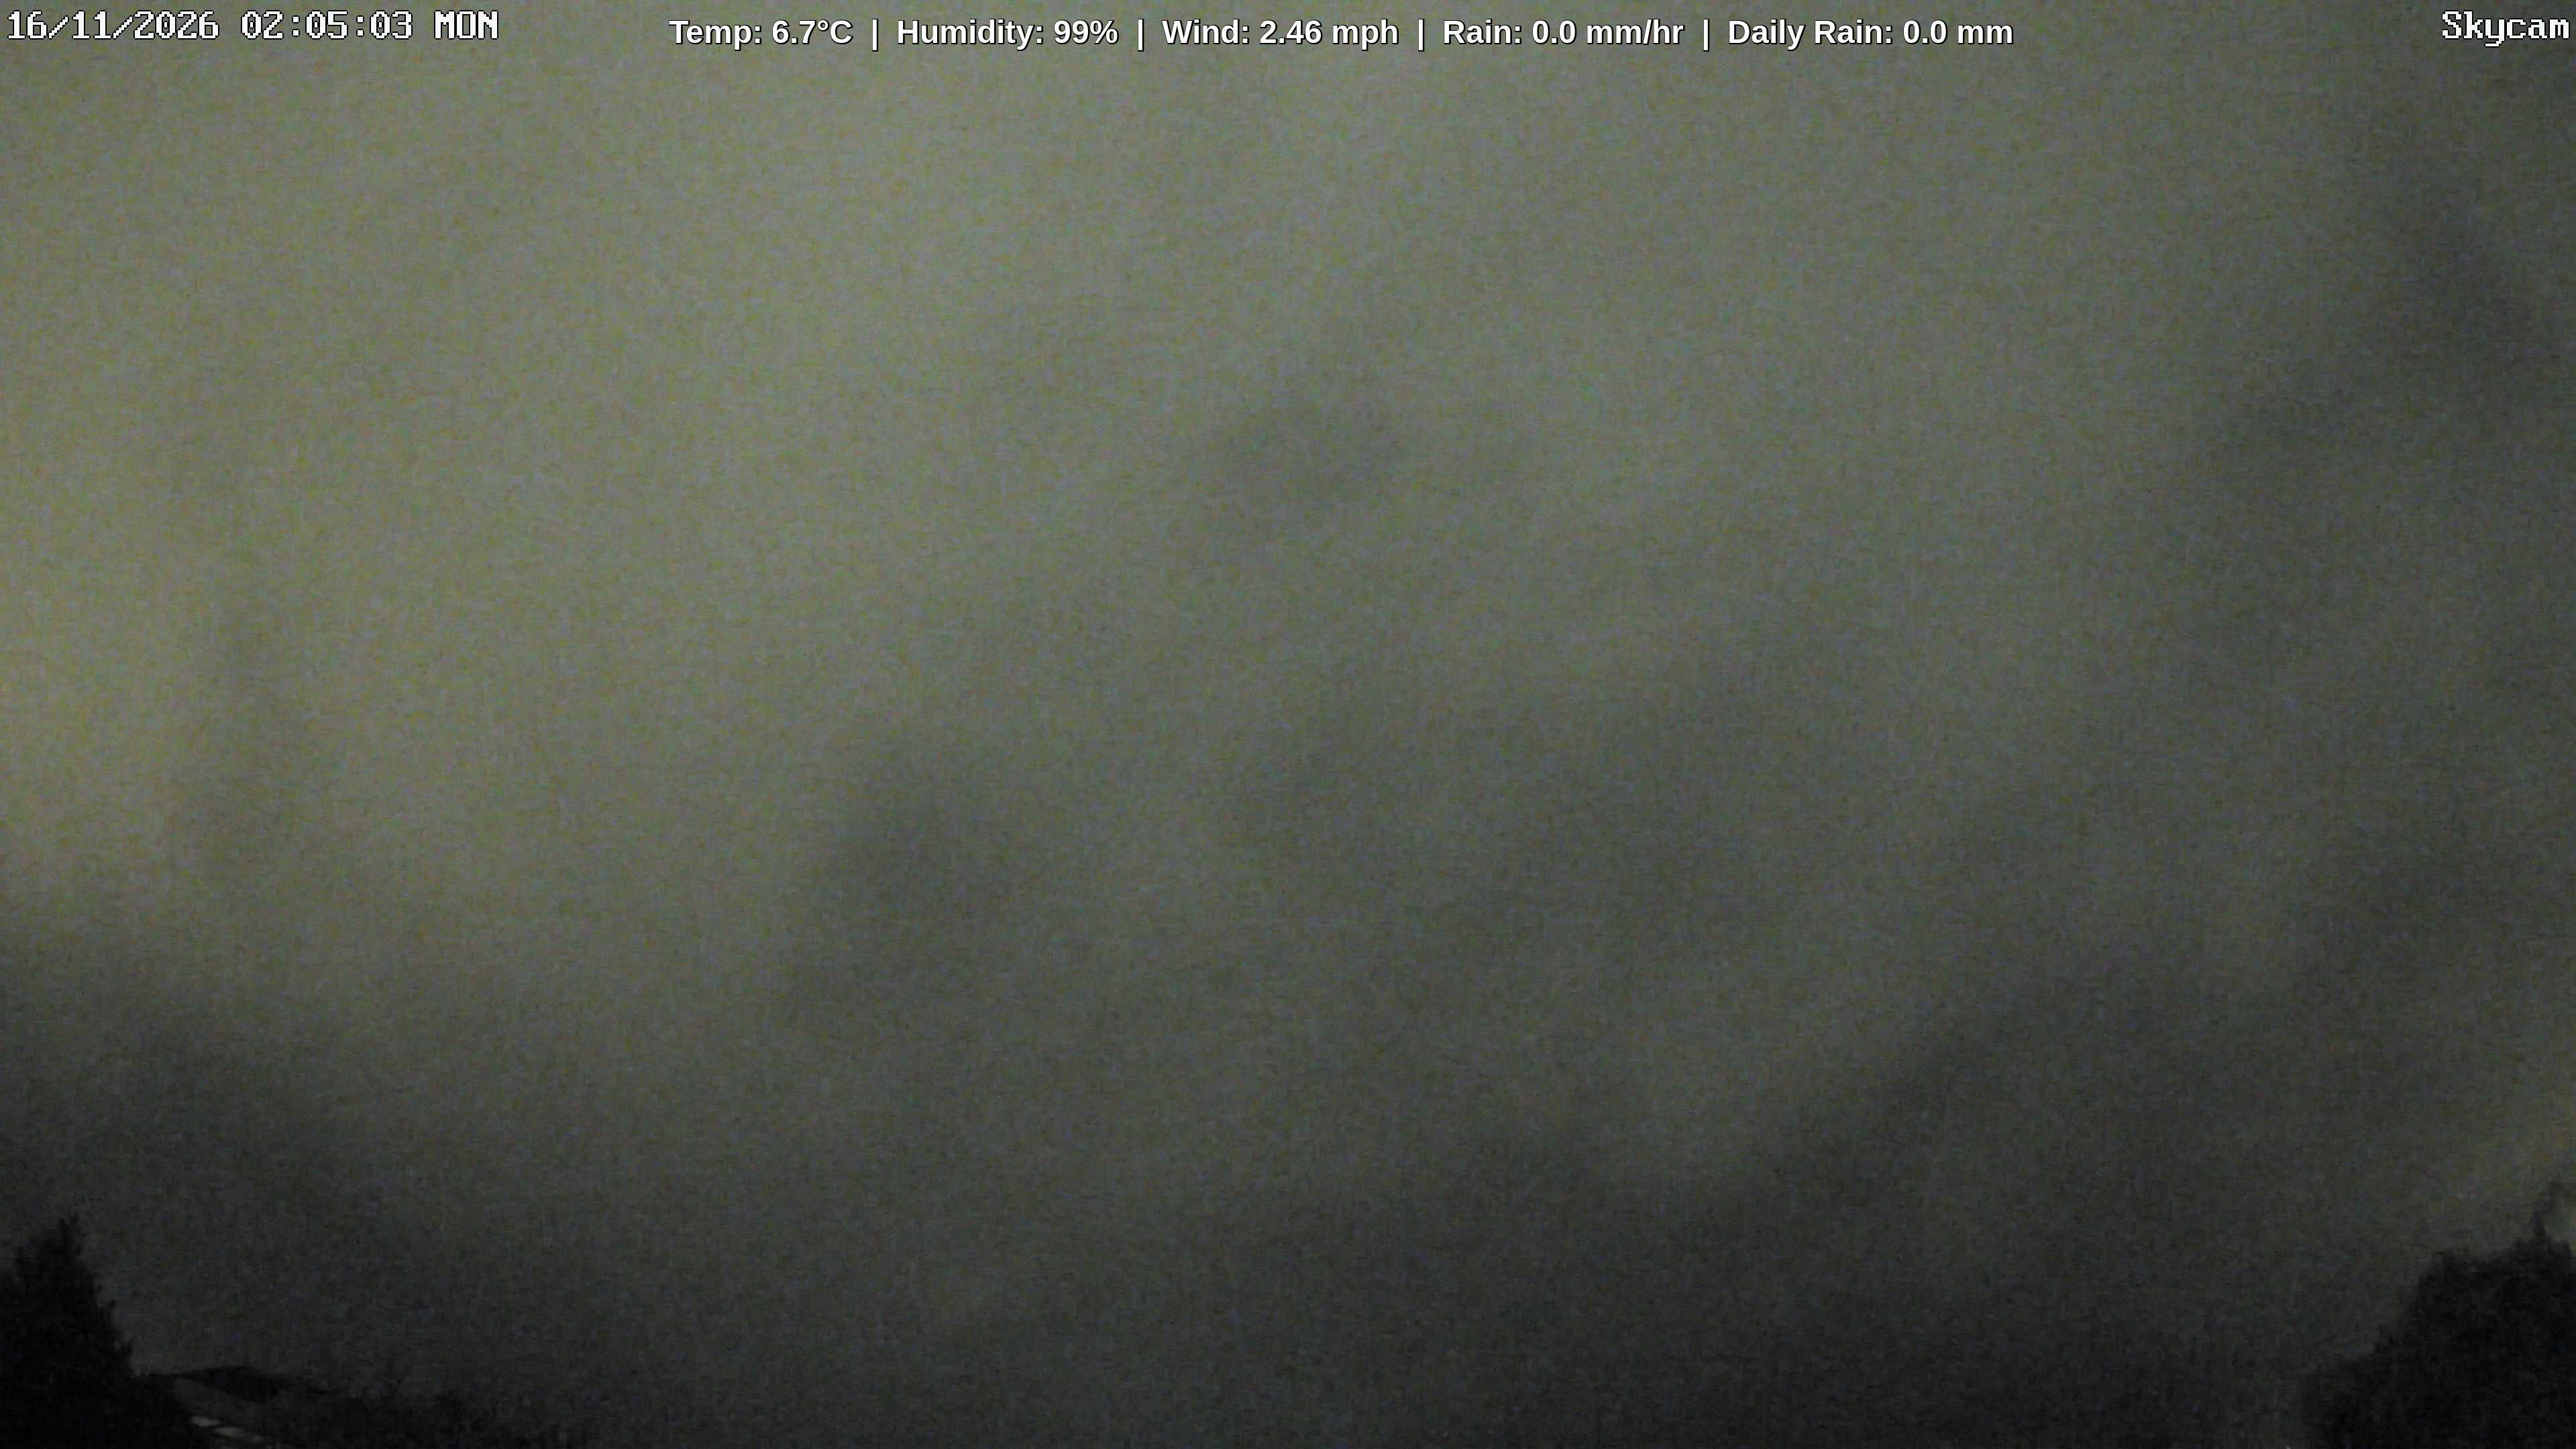 16/11/2026 02:05:03 MON
Temp: 6.7°C | Humidity: 99% | Wind: 2.46 mph | Rain: 0.0 mm/hr | Daily Rain: 0.0 mm
Skycam